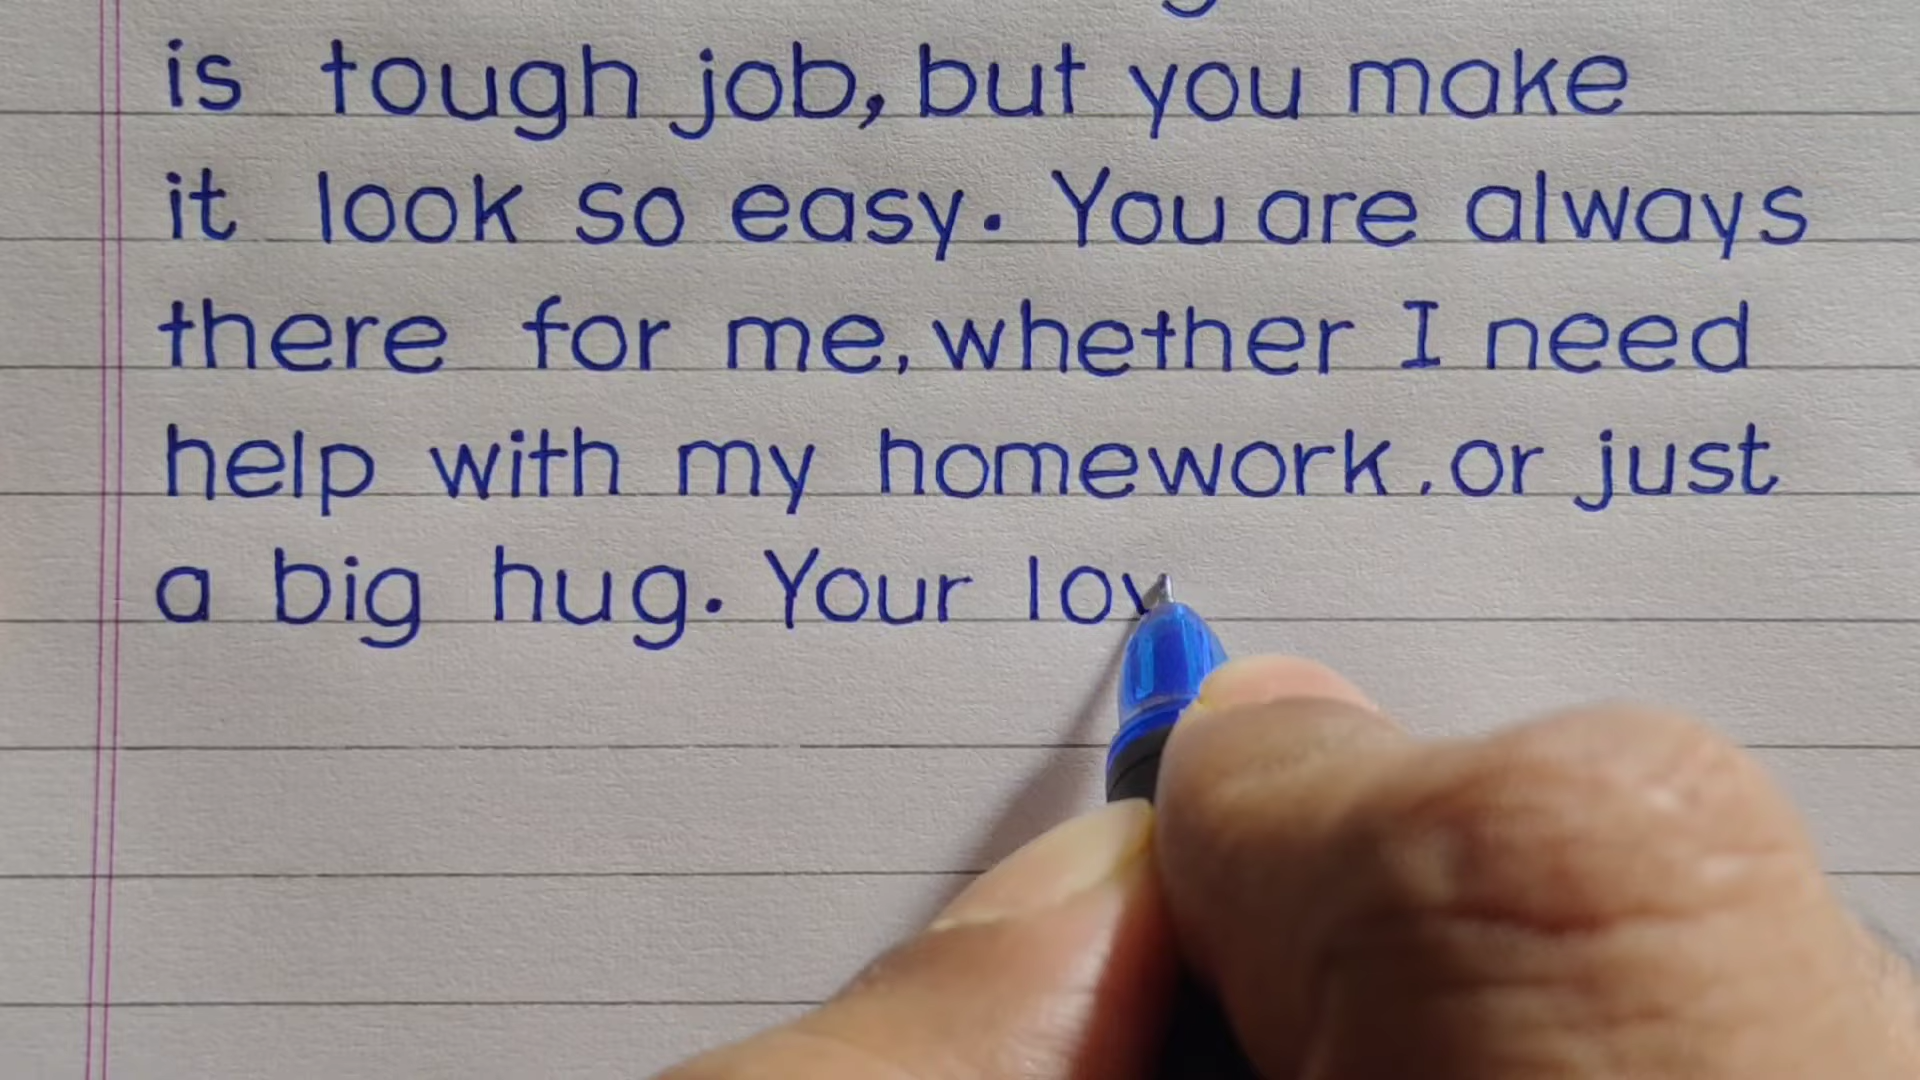 is tough job, but you make
it look so easy. You are always
there for me, whether I need
help with my homework, or just
a big hug. Your lov